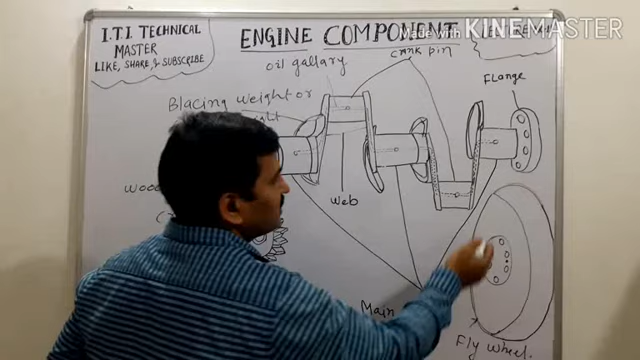 I.T.I. TECHNICAL
MASTER
LIKE, SHARE, & SUBSCRIBE
ENGINE COMPONENT
Made with KINEMASTER
oil gallary
crank pin
Flange
Blacing weight or
Web
Main
Fly wheel.